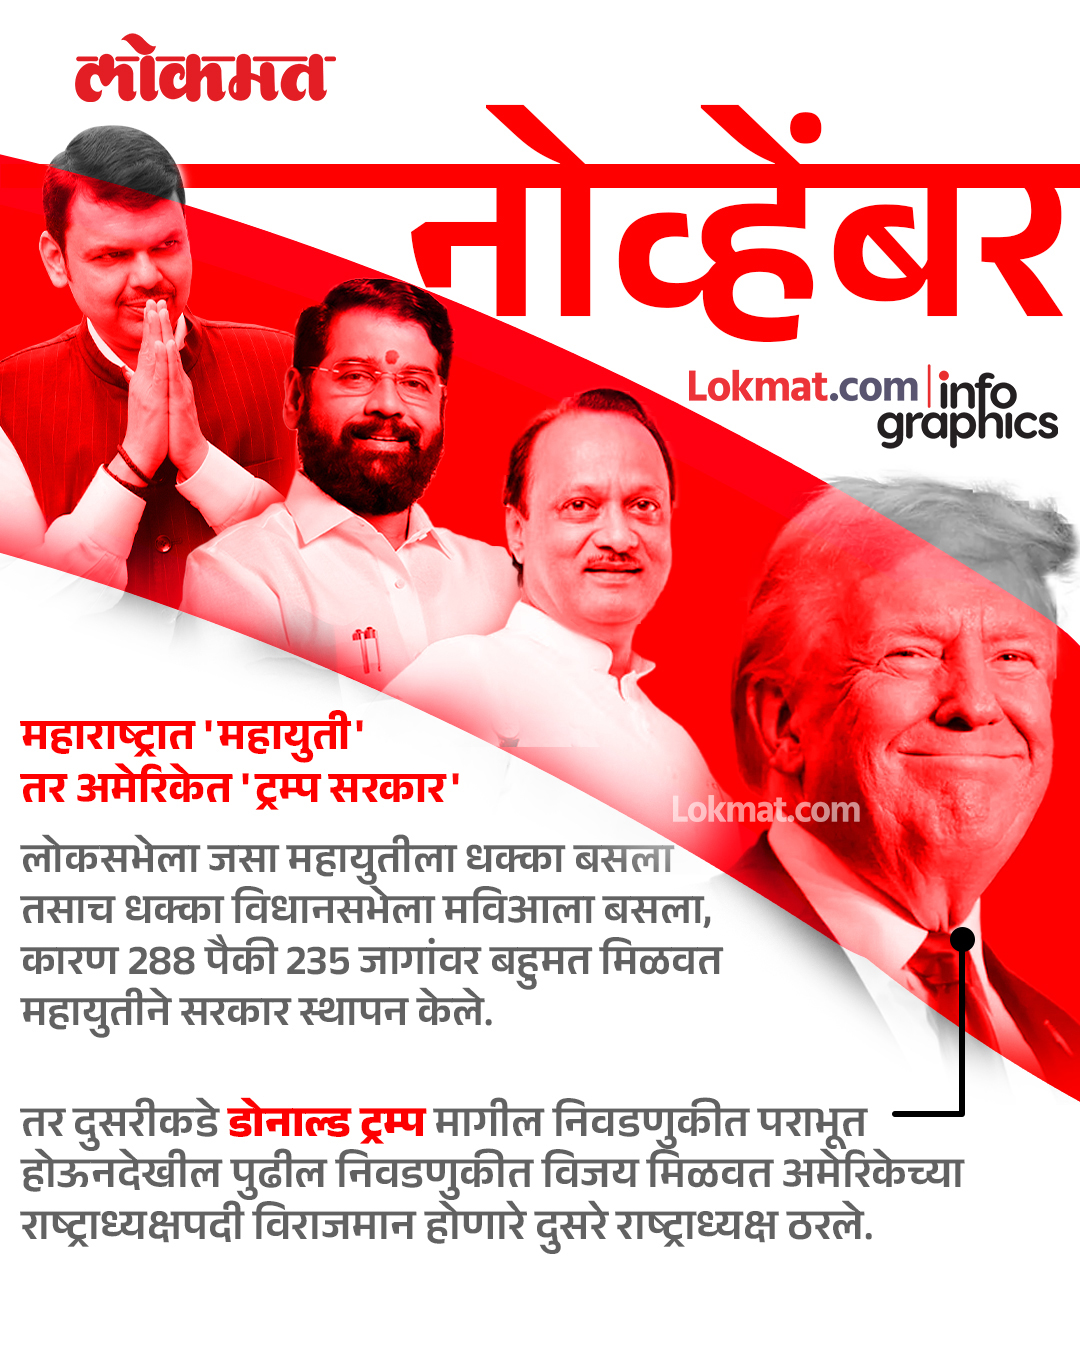 लोकमत
नोव्हेंबर
Lokmat.com
info
graphics
महाराष्ट्रात 'महायुती'
तर अमेरिकेत 'ट्रम्प सरकार'
Lokmat.com
लोकसभेला जसा महायुतीला धक्का बसला
तसाच धक्का विधानसभेला मविआला बसला,
कारण 288 पैकी 235 जागांवर बहुमत मिळवत
महायुतीने सरकार स्थापन केले.
तर दुसरीकडे डोनाल्ड ट्रम्प मागील निवडणुकीत पराभूत
होऊनदेखील पुढील निवडणुकीत विजय मिळवत अमेरिकेच्या
राष्ट्राध्यक्षपदी विराजमान होणारे दुसरे राष्ट्राध्यक्ष ठरले.